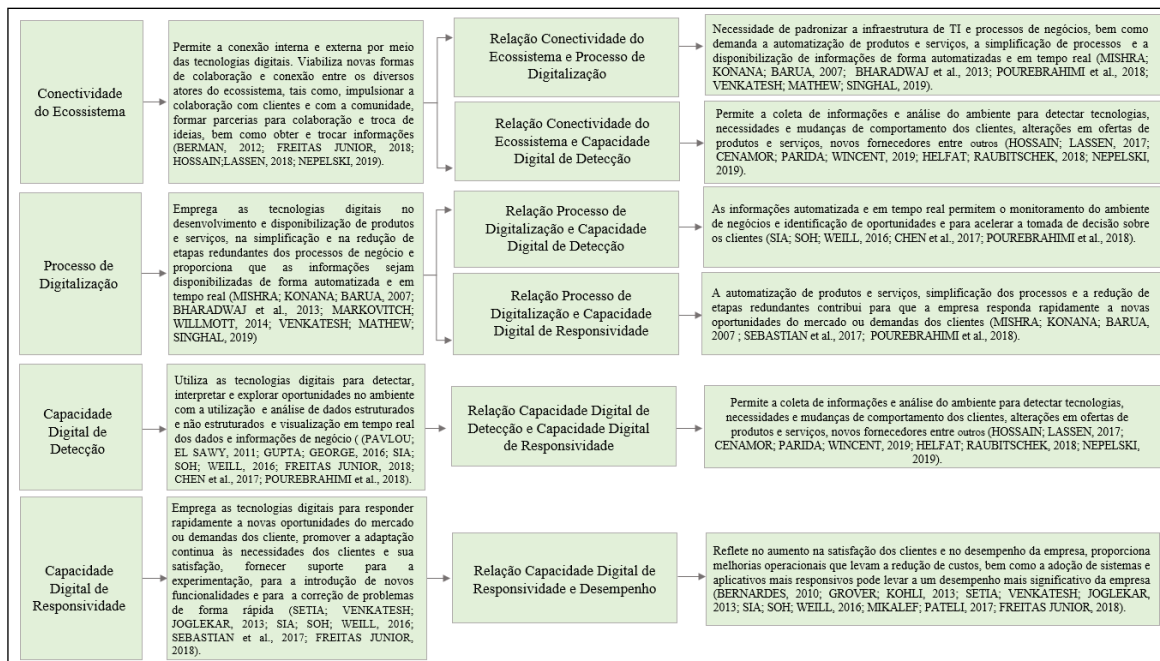 Conectividade
do Ecossistema
Permite a conexão interna e externa por meio
das tecnologias digitais. Viabiliza novas
formas de colaboração e conexão entre os diversos
atores do ecossistema, tais como, impulsionar
a colaboração com clientes e com a comunidade,
formar parcerias para colaboração e troca de
ideias, bem como obter e trocar informações
(BERMAN, 2012; FREITAS JUNIOR, 2018;
HOSSAIN;LASSEN, 2018; NEPELSKI, 2019).
Relação Conectividade do
Ecossistema e Processo de
Digitalização
Necessidade de padronizar a infraestrutura de TI e processos de negócios, bem como
demanda a automatização de produtos e serviços, a simplificação de processos e a
disponibilização de informações de forma automatizadas e em tempo real (MISHRA;
KONANA; BARUA, 2007; BHARADWAJ et al., 2013; POUREBRAHIMI et al., 2018;
VENKATESH; MATHEW; SINGHAL, 2019).
Relação Conectividade do
Ecossistema e Capacidade
Digital de Detecção
Permite a coleta de informações e análise do ambiente para detectar tecnologias,
necessidades e mudanças de comportamento dos clientes, alterações em ofertas de
produtos e serviços, novos fornecedores entre outros (HOSSAIN; LASSEN, 2017;
CENAMOR; PARIDA; WINCENT, 2019; HELFAT; RAUBITSCHEK, 2018; NEPELSKI,
2019).
Processo de
Digitalização
Emprega as tecnologias digitais no
desenvolvimento e disponibilização de produtos
e serviços, na simplificação e na redução de
etapas redundantes dos processos de negócio e
proporciona que as informações sejam
disponibilizadas de forma automatizada e em
tempo real (MISHRA; KONANA; BARUA, 2007;
BHARADWAJ et al., 2013; MARKOVITCH;
WILLMOTT, 2014; VENKATESH; MATHEW;
SINGHAL, 2019)
Relação Processo de
Digitalização e Capacidade
Digital de Detecção
As informações automatizada e em tempo real permitem o monitoramento do ambiente
de negócios e identificação de oportunidades e para acelerar a tomada de decisão sobre
os clientes (SIA; SOH; WEILL, 2016; CHEN et al., 2017; POUREBRAHIMI et al., 2018).
Relação Processo de
Digitalização e Capacidade
Digital de Responsividade
A automatização de produtos e serviços, simplificação dos processos e a redução de
etapas redundantes contribui para que a empresa responda rapidamente a novas
oportunidades do mercado ou demandas dos clientes (MISHRA; KONANA; BARUA,
2007 ; SEBASTIAN et al., 2017; POUREBRAHIMI et al., 2018).
Capacidade
Digital de
Detecção
Utiliza as tecnologias digitais para detectar,
interpretar e explorar oportunidades no ambiente
com a utilização e análise de dados estruturados
e não estruturados e visualização em tempo real
dos dados e informações de negócio ( (PAVLOU;
EL SAWY, 2011; GUPTA; GEORGE, 2016; SIA;
SOH; WEILL, 2016; FREITAS JUNIOR, 2018;
CHEN et al., 2017; POUREBRAHIMI et al., 2018).
Relação Capacidade Digital de
Detecção e Capacidade Digital
de Responsividade
Permite a coleta de informações e análise do ambiente para detectar tecnologias,
necessidades e mudanças de comportamento dos clientes, alterações em ofertas de
produtos e serviços, novos fornecedores entre outros (HOSSAIN; LASSEN, 2017;
CENAMOR; PARIDA; WINCENT, 2019; HELFAT; RAUBITSCHEK, 2018; NEPELSKI,
2019).
Capacidade
Digital de
Responsividade
Emprega as tecnologias digitais para responder
rapidamente a novas oportunidades do mercado
ou demandas dos cliente, promover a adaptação
continua às necessidades dos clientes e sua
satisfação, fornecer suporte para a
experimentação, para a introdução de novos
funcionalidades e para a correção de problemas
de forma rápida (SETIA; VENKATESH;
JOGLEKAR, 2013; SIA; SOH; WEILL, 2016;
SEBASTIAN et al., 2017; FREITAS JUNIOR,
2018).
Relação Capacidade Digital de
Responsividade e Desempenho
Reflete no aumento na satisfação dos clientes e no desempenho da empresa, proporciona
melhorias operacionais que levam a redução de custos, bem como a adoção de sistemas e
aplicativos mais responsivos pode levar a um desempenho mais significativo da empresa
(BERNARDES, 2010; GROVER; KOHLI, 2013; SETIA; VENKATESH; JOGLEKAR,
2013; SIA; SOH; WEILL, 2016; MIKALEF; PATELI, 2017; FREITAS JUNIOR, 2018).